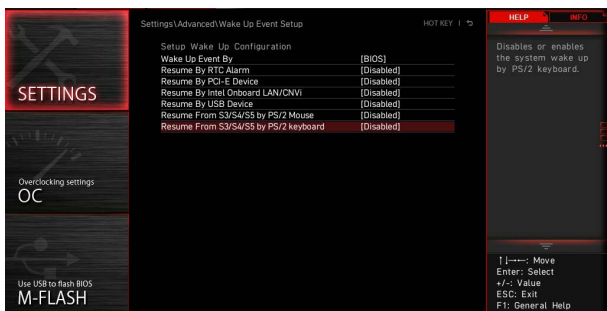 Settings\Advanced\Wake Up Event Setup
HOT KEY
HELP
INFO
Setup Wake Up Configuration
Wake Up Event By [BIOS]
Resume By RTC Alarm [Disabled]
Resume By PCI-E Device [Disabled]
Resume By Intel Onboard LAN/CNVi [Disabled]
Resume By USB Device [Disabled]
Resume From S3/S4/S5 by PS/2 Mouse [Disabled]
Resume From S3/S4/S5 by PS/2 keyboard [Disabled]
Disables or enables
the system wake up
by PS/2 keyboard.
SETTINGS
Overclocking settings
OC
Use USB to flash BIOS
M-FLASH
↑↓→←: Move
Enter: Select
+/-: Value
ESC: Exit
F1: General Help